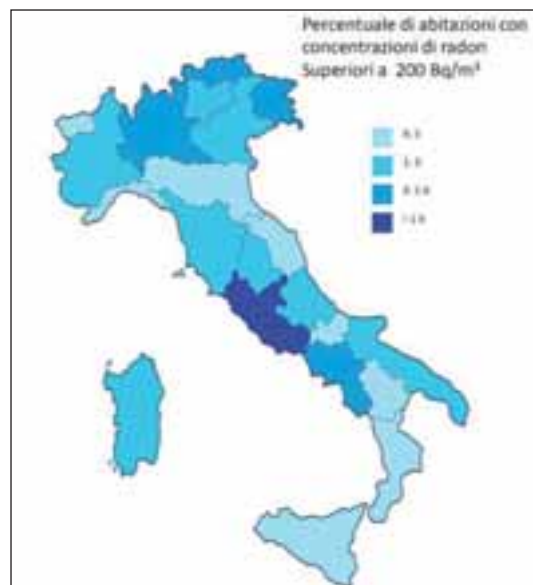 Percentuale di abitazioni con
concentrazioni di radon
Superiori a 200 Bq/m³